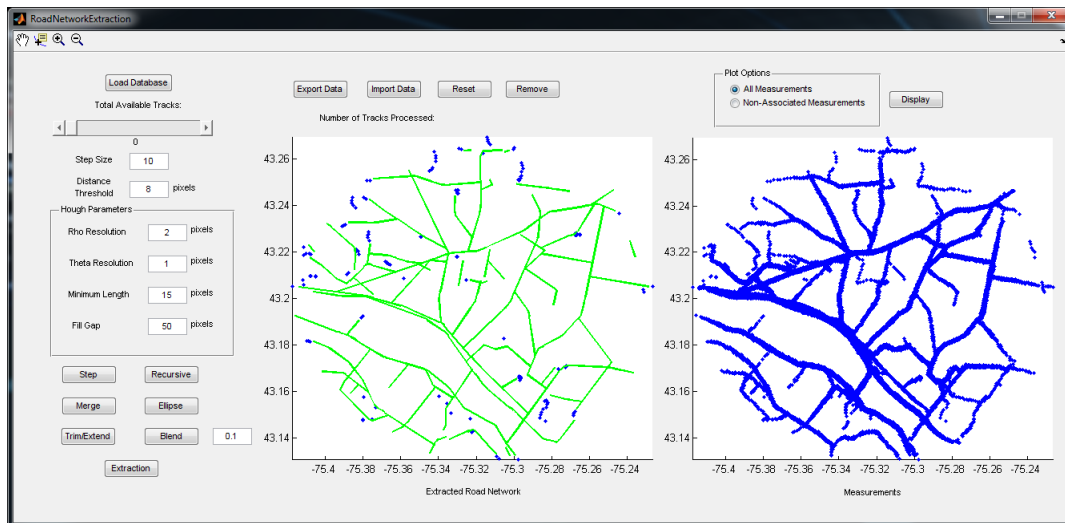 RoadNetworkExtraction
Load Database
Total Available Tracks:
0
Step Size 10
Distance Threshold 8 pixels
Hough Parameters
Rho Resolution 2 pixels
Theta Resolution 1 pixels
Minimum Length 15 pixels
Fill Gap 50 pixels
Step Recursive
Merge Ellipse
Trim/Extend Blend 0.1
Extraction
Export Data Import Data Reset Remove
Number of Tracks Processed:
43.26
43.24
43.22
43.2
43.18
43.16
43.14
-75.4 -75.38 -75.36 -75.34 -75.32 -75.3 -75.28 -75.26 -75.24
Extracted Road Network
Plot Options
All Measurements
Non-Associated Measurements
Display
43.26
43.24
43.22
43.2
43.18
43.16
43.14
-75.4 -75.38 -75.36 -75.34 -75.32 -75.3 -75.28 -75.26 -75.24
Measurements